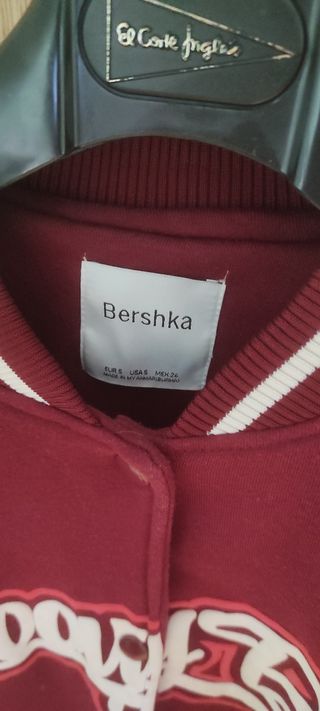 El Corte Inglés
Bershka
EUR S USA S MEX 26
MADE IN MYANMAR(BURMA)